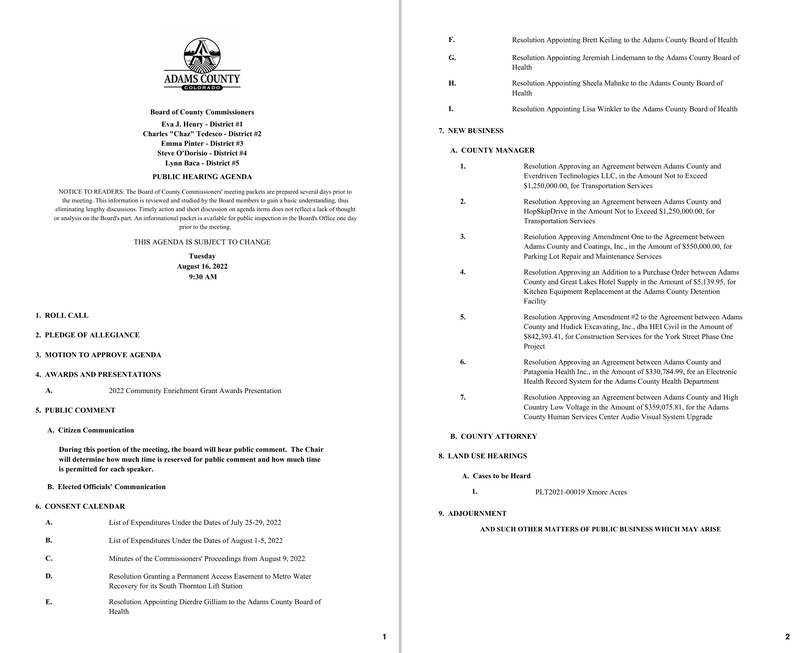 ADAMS COUNTY
COLORADO
Board of County Commissioners
Eva J. Henry - District #1
Charles "Chaz" Tedesco - District #2
Emma Pinter - District #3
Steve O'Dorisio - District #4
Lynn Baca - District #5
PUBLIC HEARING AGENDA
NOTICE TO READERS: The Board of County Commissioners' meeting packets are prepared several days prior to
the meeting. This information is reviewed and studied by the Board members to gain a basic understanding, thus
eliminating lengthy discussions. Timely action and short discussion on agenda items does not reflect a lack of thought
or analysis on the Board's part. An informational packet is available for public inspection in the Board's Office one day
prior to the meeting.
THIS AGENDA IS SUBJECT TO CHANGE
Tuesday
August 16, 2022
9:30 AM
1. ROLL CALL
2. PLEDGE OF ALLEGIANCE
3. MOTION TO APPROVE AGENDA
4. AWARDS AND PRESENTATIONS
A. 2022 Community Enrichment Grant Awards Presentation
5. PUBLIC COMMENT
A. Citizen Communication
During this portion of the meeting, the board will hear public comment. The Chair
will determine how much time is reserved for public comment and how much time
is permitted for each speaker.
B. Elected Officials' Communication
6. CONSENT CALENDAR
A. List of Expenditures Under the Dates of July 25-29, 2022
B. List of Expenditures Under the Dates of August 1-5, 2022
C. Minutes of the Commissioners' Proceedings from August 9, 2022
D. Resolution Granting a Permanent Access Easement to Metro Water
Recovery for its South Thornton Lift Station
E. Resolution Appointing Dierdre Gilliam to the Adams County Board of
Health
1
F. Resolution Appointing Brett Keiling to the Adams County Board of Health
G. Resolution Appointing Jeremiah Lindemann to the Adams County Board of
Health
H. Resolution Appointing Sheela Mahnke to the Adams County Board of
Health
I. Resolution Appointing Lisa Winkler to the Adams County Board of Health
7. NEW BUSINESS
A. COUNTY MANAGER
1. Resolution Approving an Agreement between Adams County and
Everdriven Technologies LLC, in the Amount Not to Exceed
$1,250,000.00, for Transportation Services
2. Resolution Approving an Agreement between Adams County and
HopSkipDrive in the Amount Not to Exceed $1,250,000.00, for
Transportation Services
3. Resolution Approving Amendment One to the Agreement between
Adams County and Coatings, Inc., in the Amount of $550,000.00, for
Parking Lot Repair and Maintenance Services
4. Resolution Approving an Addition to a Purchase Order between Adams
County and Great Lakes Hotel Supply in the Amount of $5,139.95, for
Kitchen Equipment Replacement at the Adams County Detention
Facility
5. Resolution Approving Amendment #2 to the Agreement between Adams
County and Hudick Excavating, Inc., dba HEI Civil in the Amount of
$842,393.41, for Construction Services for the York Street Phase One
Project
6. Resolution Approving an Agreement between Adams County and
Patagonia Health Inc., in the Amount of $330,784.99, for an Electronic
Health Record System for the Adams County Health Department
7. Resolution Approving an Agreement between Adams County and High
Country Low Voltage in the Amount of $359,075.81, for the Adams
County Human Services Center Audio Visual System Upgrade
B. COUNTY ATTORNEY
8. LAND USE HEARINGS
A. Cases to be Heard
1. PLT2021-00019 Xmore Acres
9. ADJOURNMENT
AND SUCH OTHER MATTERS OF PUBLIC BUSINESS WHICH MAY ARISE
2